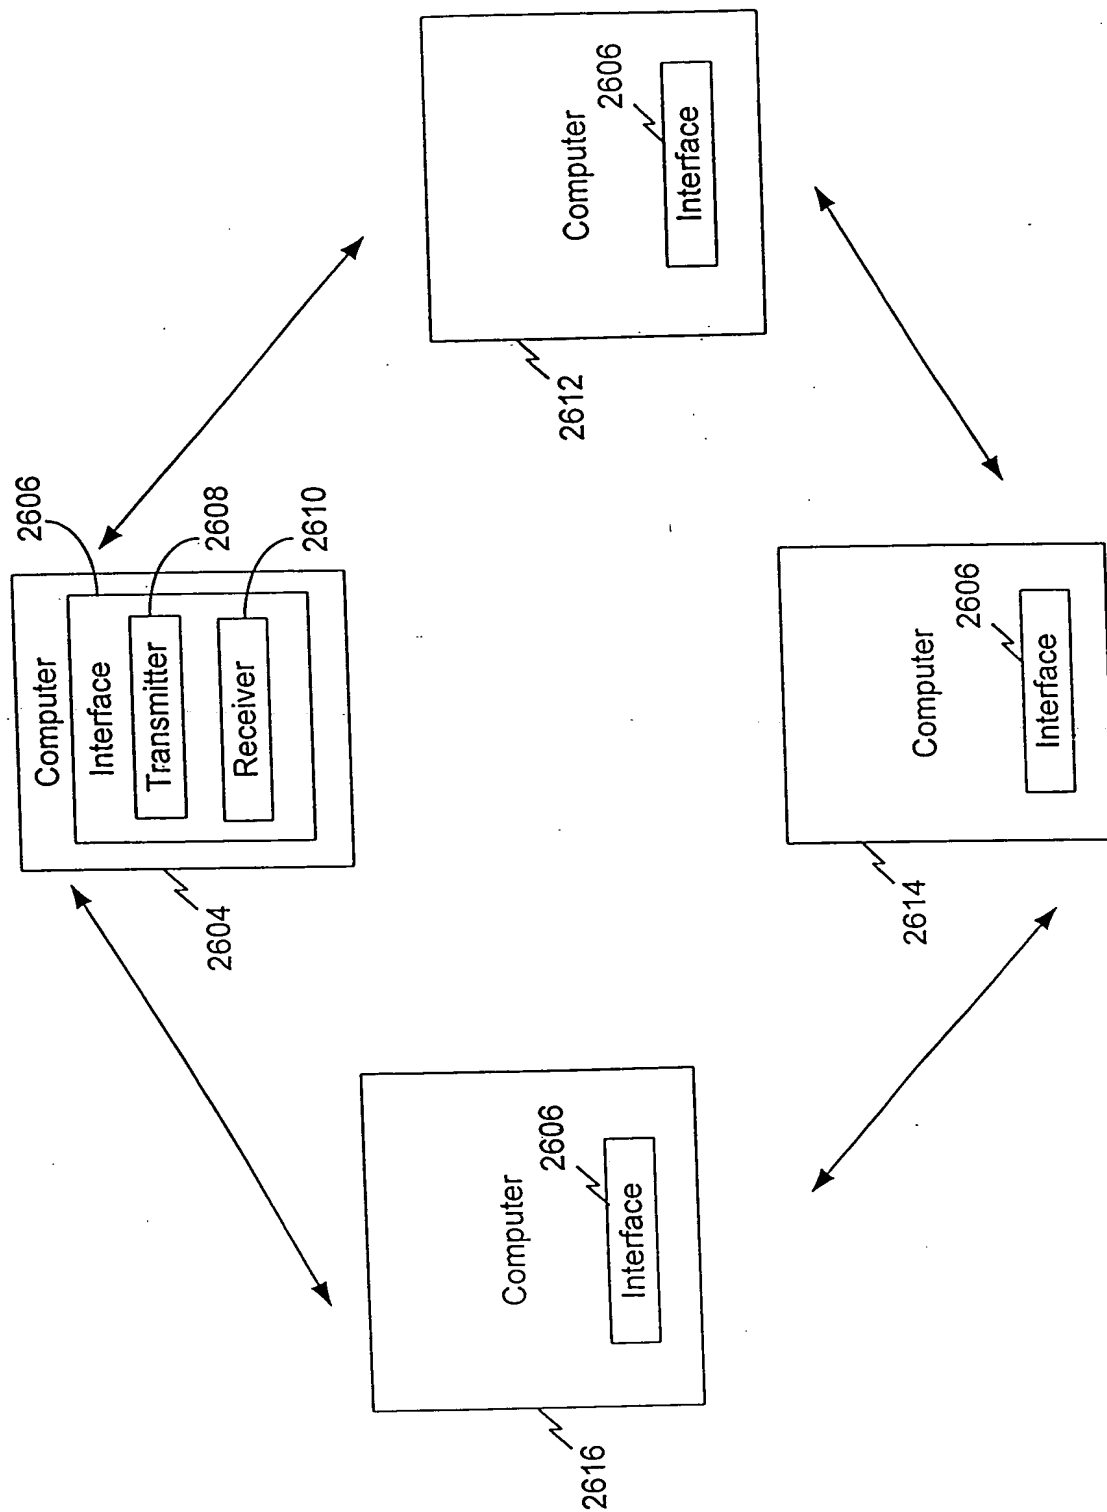 Computer
Interface
Transmitter
Receiver
2606
2608
2610
2604
Computer
2606
Interface
2612
Computer
2606
Interface
2614
Computer
2606
Interface
2616